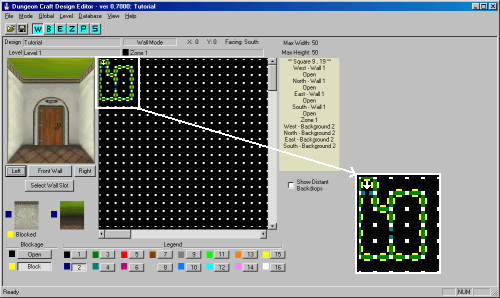 Dungeon Craft Design Editor - ver 0.7000: Tutorial
File Mode Global Level Database View Help
W B E Z P S
Design Tutorial Wall Mode X: 0 Y: 0 Facing: South
Level Level 1 Zone 1
Max Width: 50
Max Height: 50
** Square 9 , 19 **
West - Wall 1
Open
North - Wall 1
Open
East - Wall 1
Open
South - Wall 1
Open
Zone 1
West - Background 2
North - Background 2
East - Background 2
South - Background 2
Left Front Wall Right
Select Wall Slot
Show Distant
Backdrops
Blocked
Blockage Legend
Open 1 3 5 7 9 11 13 15
Block 2 4 6 8 10 12 14 16
Ready NUM